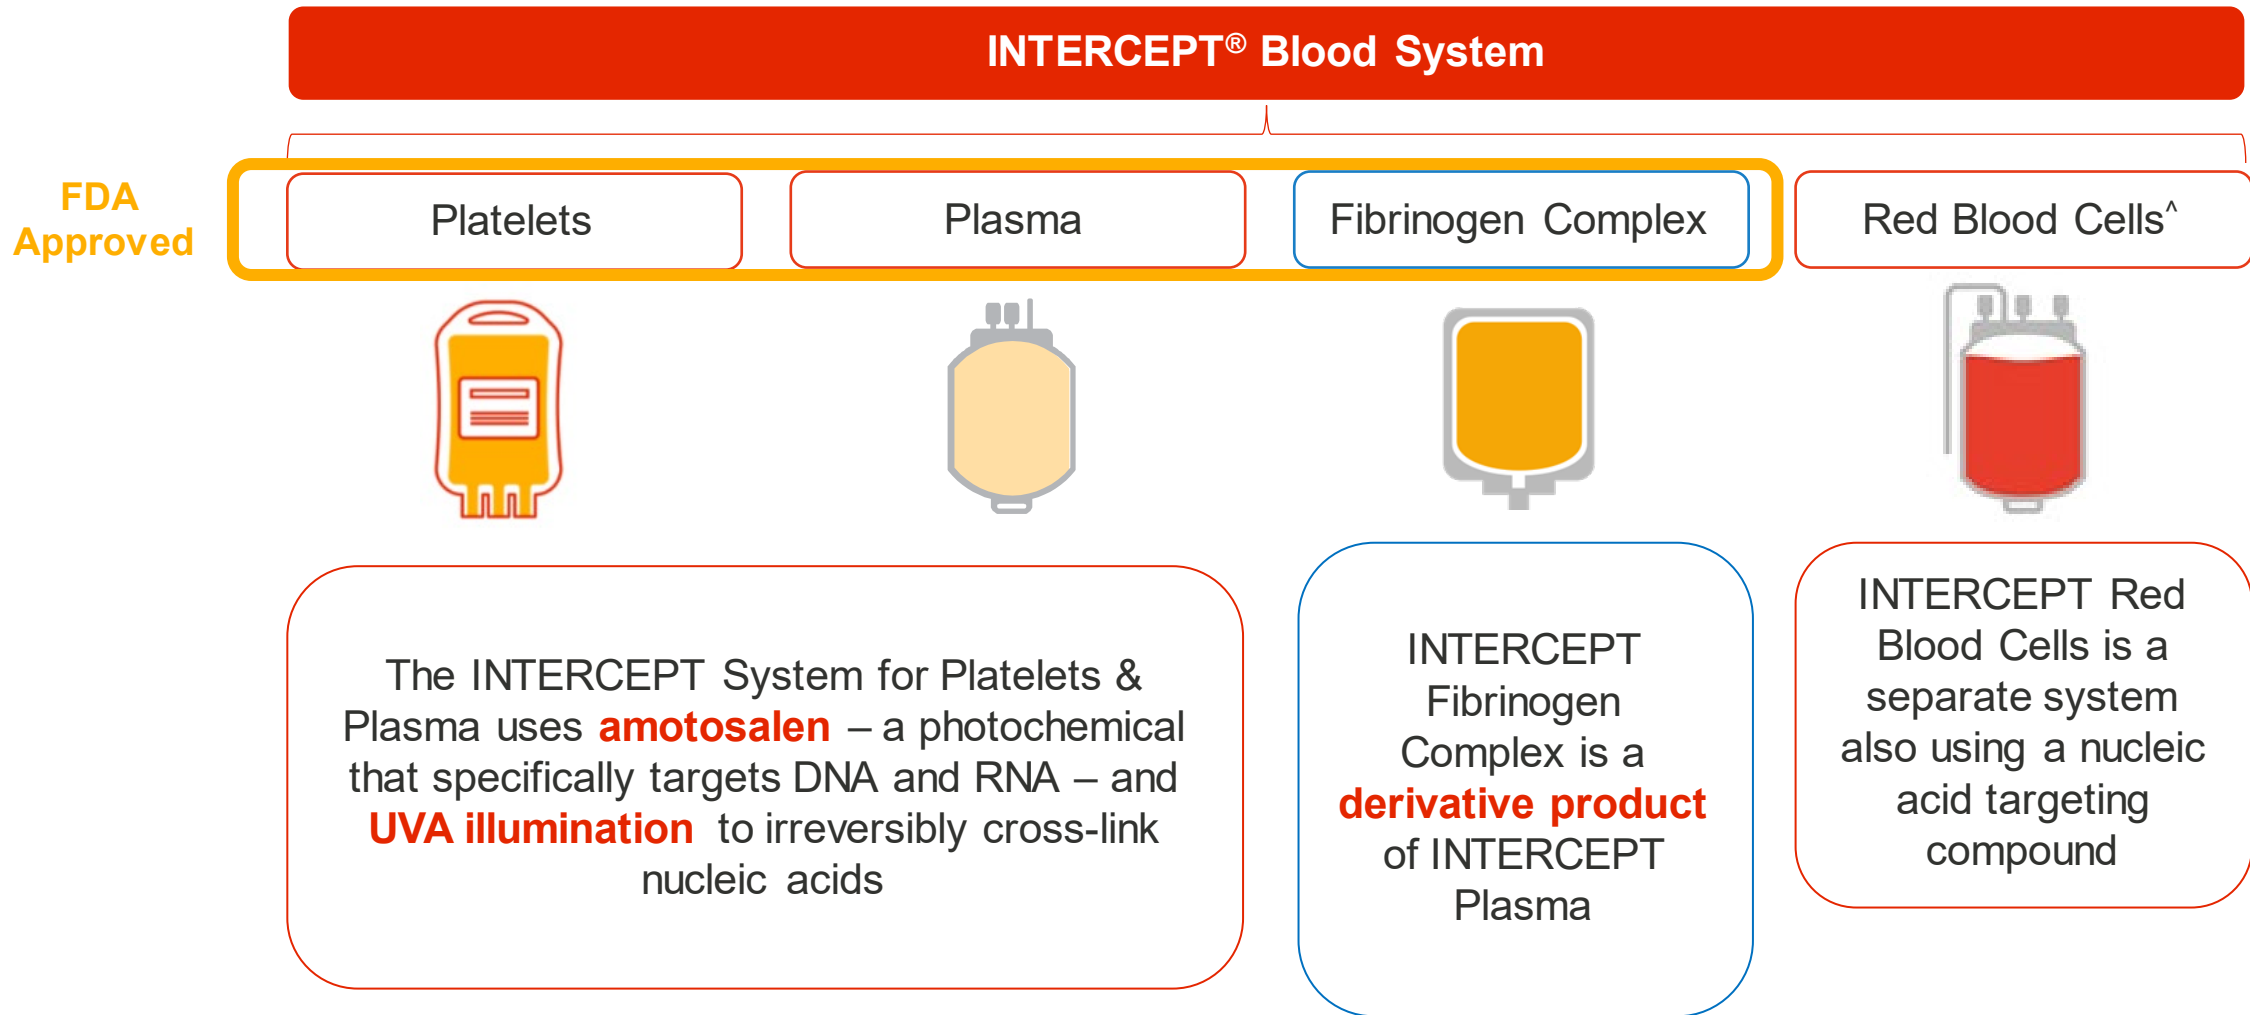 INTERCEPT® Blood System
FDA
Approved
Platelets
Plasma
Fibrinogen Complex
Red Blood Cells^
The INTERCEPT System for Platelets &
Plasma uses amotosalen – a photochemical
that specifically targets DNA and RNA – and
UVA illumination to irreversibly cross-link
nucleic acids
INTERCEPT
Fibrinogen
Complex is a
derivative product
of INTERCEPT
Plasma
INTERCEPT Red
Blood Cells is a
separate system
also using a nucleic
acid targeting
compound